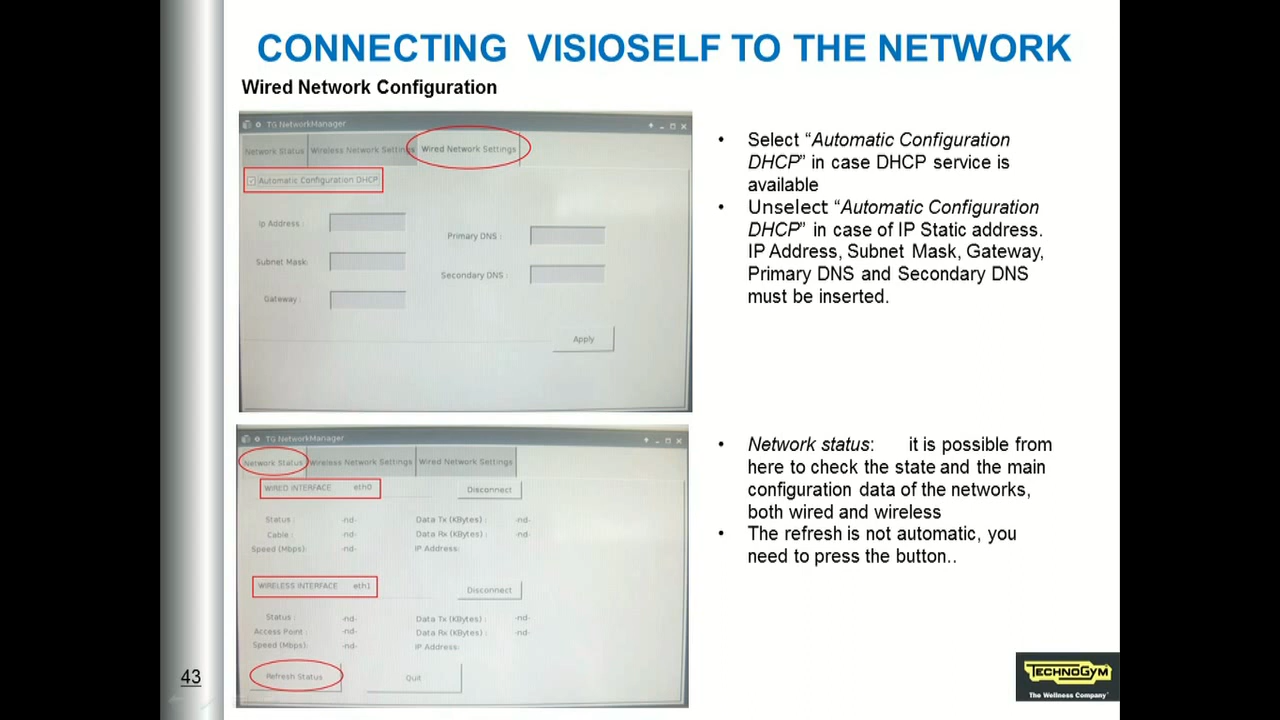 CONNECTING VISIOSELF TO THE NETWORK
Wired Network Configuration
TG NetworkManager
Network Status Wireless Network Settings Wired Network Settings
Automatic Configuration DHCP
Ip Address :
Primary DNS :
Subnet Mask:
Secondary DNS :
Gateway :
Apply
• Select “Automatic Configuration
DHCP” in case DHCP service is
available
• Unselect “Automatic Configuration
DHCP” in case of IP Static address.
IP Address, Subnet Mask, Gateway,
Primary DNS and Secondary DNS
must be inserted.
TG NetworkManager
Network Status Wireless Network Settings Wired Network Settings
WIRED INTERFACE eth0 Disconnect
Status : -nd- Data Tx (KBytes) : -nd-
Cable : -nd- Data Rx (KBytes) : -nd-
Speed (Mbps): -nd- IP Address:
WIRELESS INTERFACE eth1 Disconnect
Status : -nd- Data Tx (KBytes) : -nd-
Access Point : -nd- Data Rx (KBytes) : -nd-
Speed (Mbps): -nd- IP Address:
Refresh Status Quit
• Network status: it is possible from
here to check the state and the main
configuration data of the networks,
both wired and wireless
• The refresh is not automatic, you
need to press the button..
43
TECHNOGYM
The Wellness Company